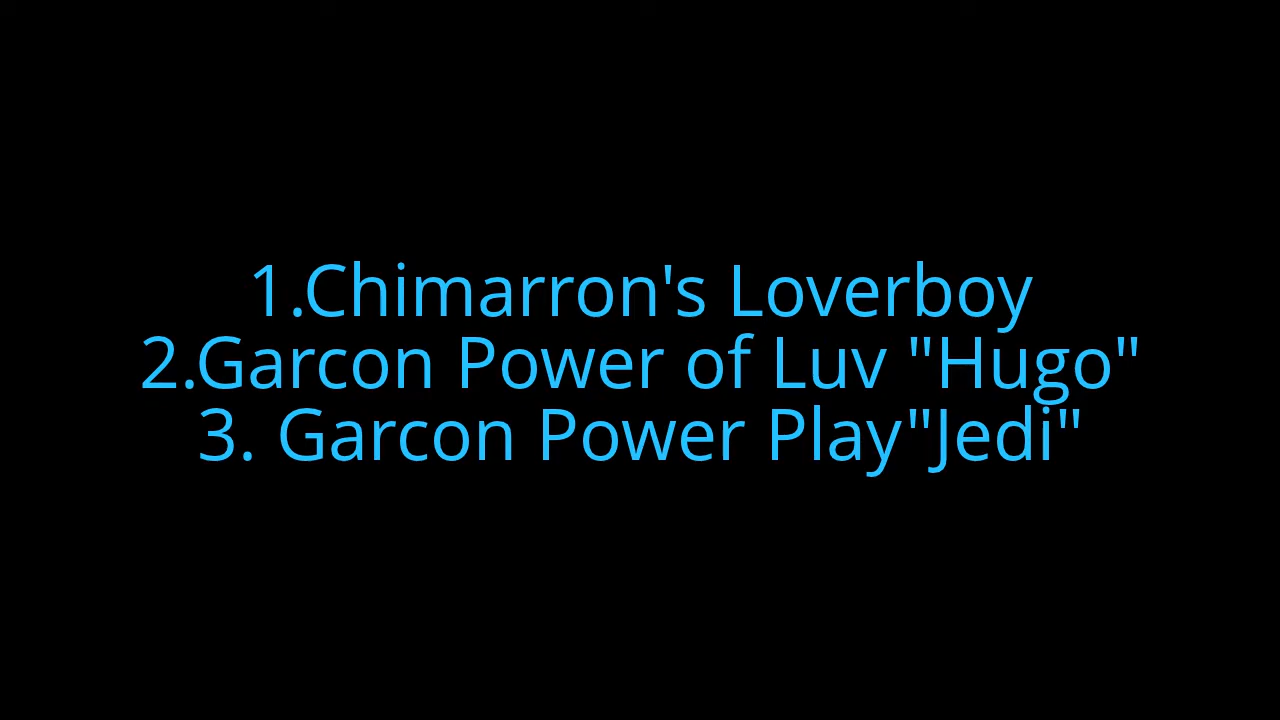 1.Chimarron's Loverboy
2.Garcon Power of Luv "Hugo"
3. Garcon Power Play"Jedi"